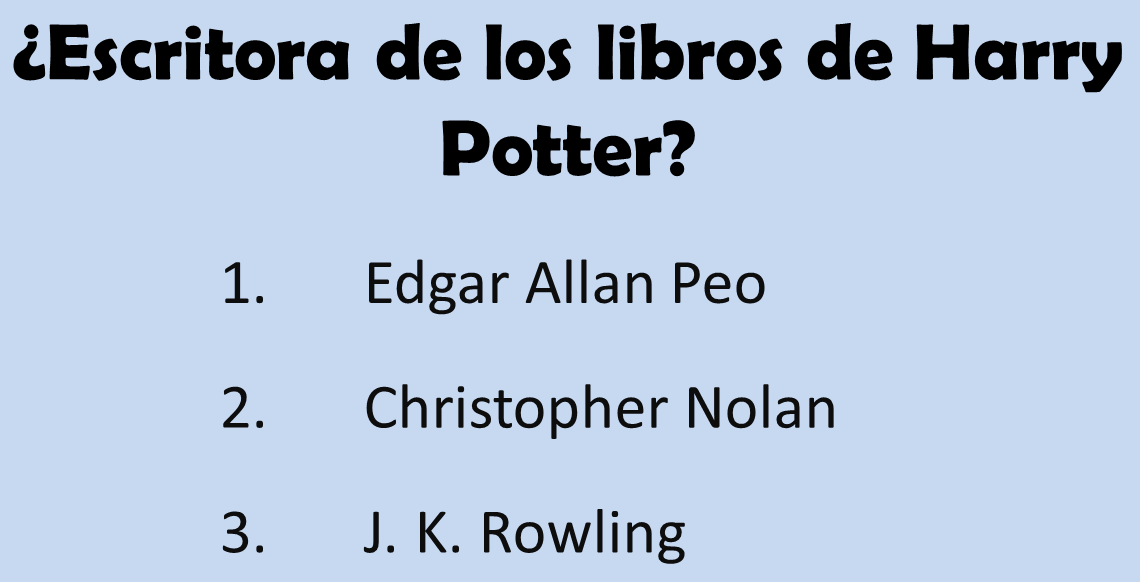 ¿Escritora de los libros de Harry
Potter?
1. Edgar Allan Peo
2. Christopher Nolan
3. J. K. Rowling